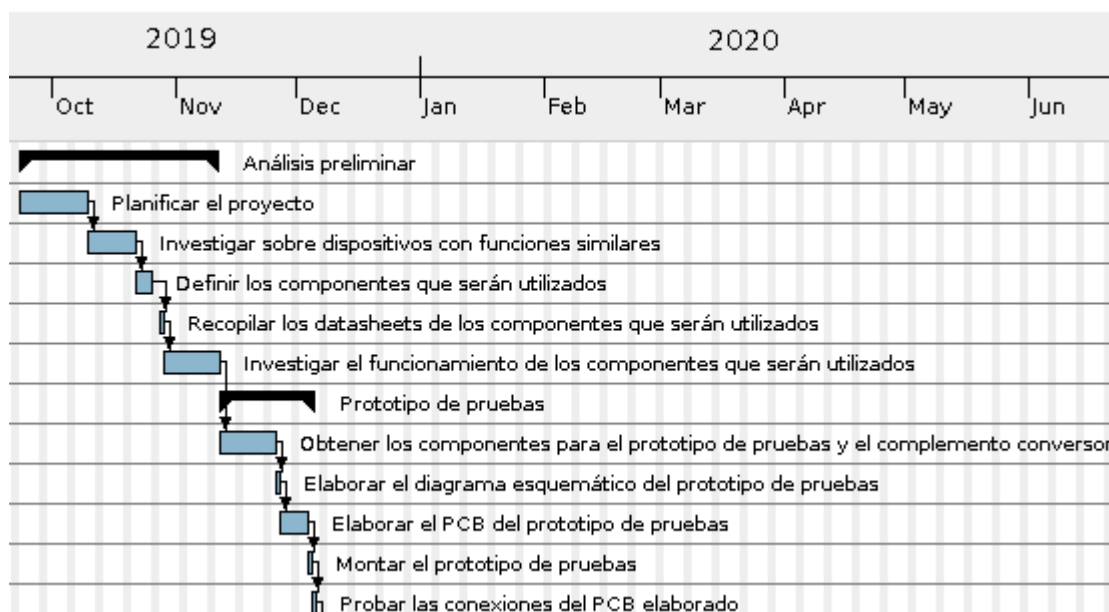 2019 2020
Oct Nov Dec Jan Feb Mar Apr May Jun
Análisis preliminar
Planificar el proyecto
Investigar sobre dispositivos con funciones similares
Definir los componentes que serán utilizados
Recopilar los datasheets de los componentes que serán utilizados
Investigar el funcionamiento de los componentes que serán utilizados
Prototipo de pruebas
Obtener los componentes para el prototipo de pruebas y el complemento conversor
Elaborar el diagrama esquemático del prototipo de pruebas
Elaborar el PCB del prototipo de pruebas
Montar el prototipo de pruebas
Probar las conexiones del PCB elaborado